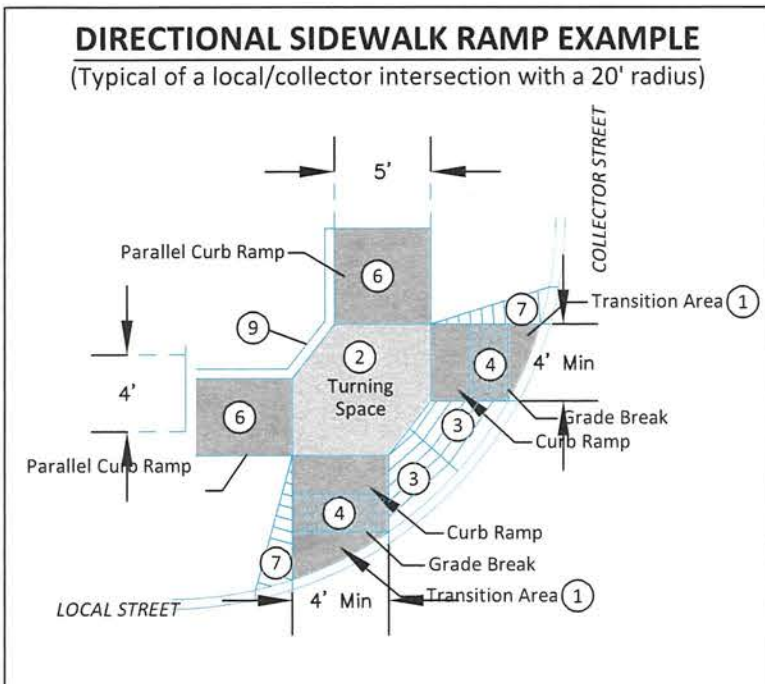 DIRECTIONAL SIDEWALK RAMP EXAMPLE
(Typical of a local/collector intersection with a 20' radius)
COLLECTOR STREET
5'
Parallel Curb Ramp
6
7
Transition Area 1
9
2
Turning
Space
4
4' Min
4'
6
Grade Break
3
Curb Ramp
Parallel Curb Ramp
3
4
Curb Ramp
Grade Break
7
Transition Area 1
LOCAL STREET
4' Min